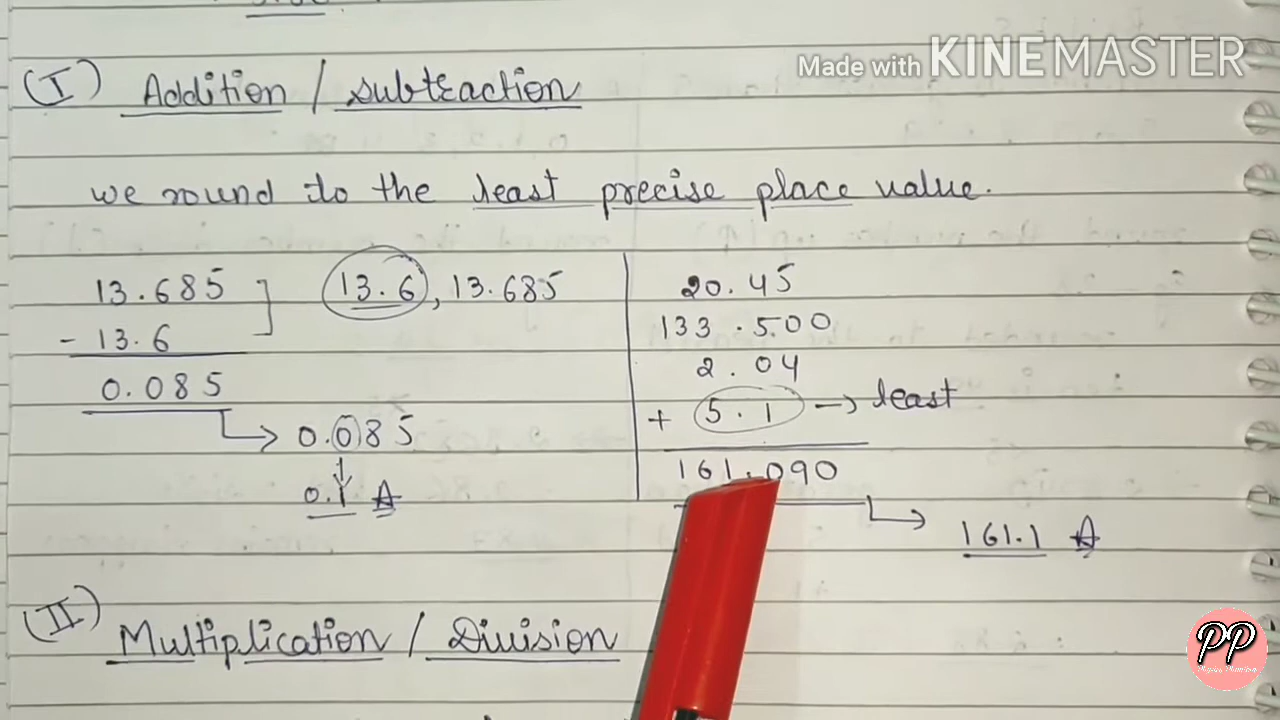 Made with KINEMASTER
(I) Addition / subtraction
we round to the least precise place value.
13.685
- 13.6
0.085
13.6, 13.685
0.085
0.1 A
20.45
133.500
2.04
+ 5.1 → least
161.090
161.1 A
(II) Multiplication / Division
PP